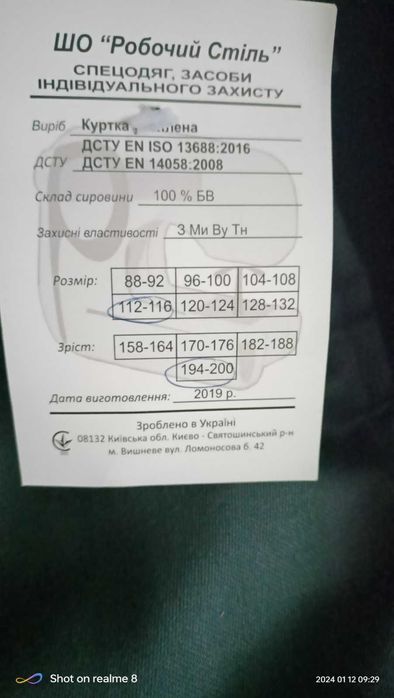 ШО “Робочий Стіль”
СПЕЦОДЯГ, ЗАСОБИ
ІНДІВІДУАЛЬНОГО ЗАХИСТУ
Виріб Куртка
ДСТУ EN ISO 13688:2016
ДСТУ ДСТУ EN 14058:2008
Склад сировини 100 % БВ
Захисні властивості З Ми Ву Тн
Розмір: 88-92 96-100 104-108
112-116 120-124 128-132
Зріст: 158-164 170-176 182-188
194-200
Дата виготовлення: 2019 р.
Зроблено в Україні
08132 Київська обл. Києво - Святошинський р-н
м. Вишневе вул. Ломоносова б. 42
Shot on realme 8
2024 01 12 09:29